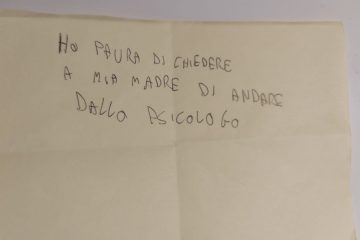 HO PAURA DI CHIEDERE
A MIA MADRE DI ANDARE
DALLO PSICOLOGO